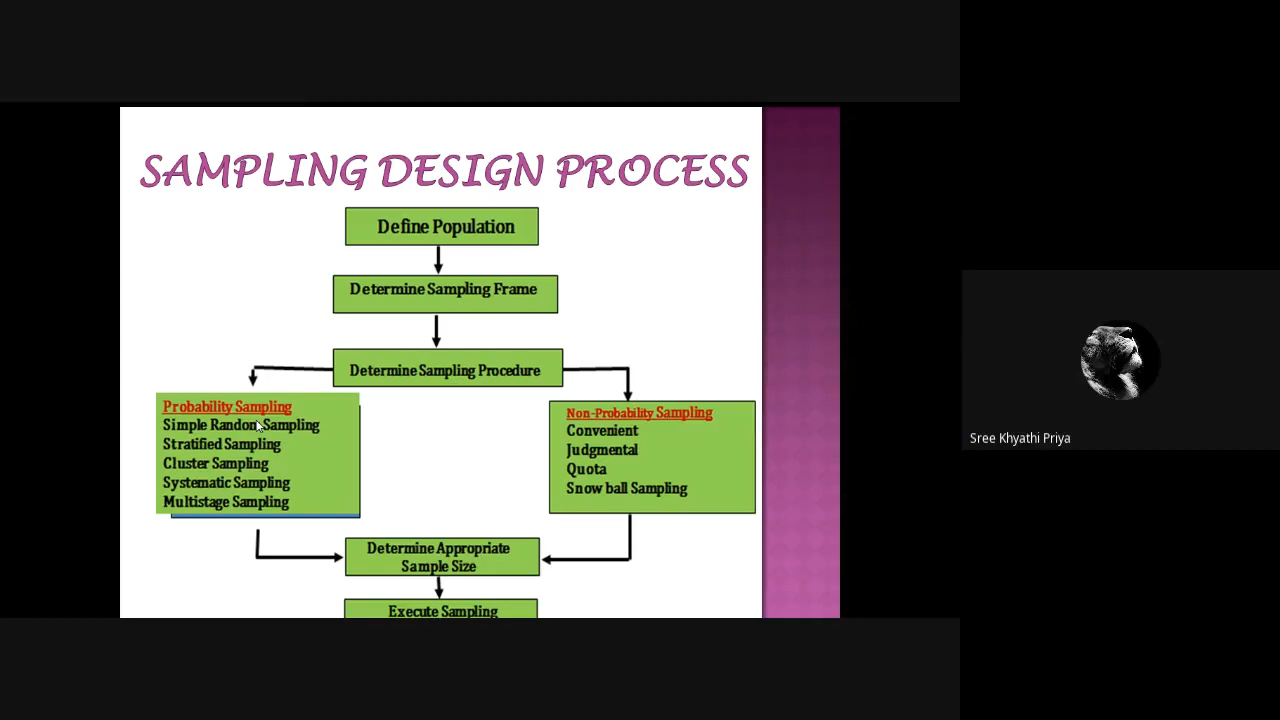 SAMPLING DESIGN PROCESS
Define Population
Determine Sampling Frame
Determine Sampling Procedure
Probability Sampling
Simple Random Sampling
Stratified Sampling
Cluster Sampling
Systematic Sampling
Multistage Sampling
Non-Probability Sampling
Convenient
Judgmental
Quota
Snow ball Sampling
Determine Appropriate
Sample Size
Execute Sampling
Sree Khyathi Priya